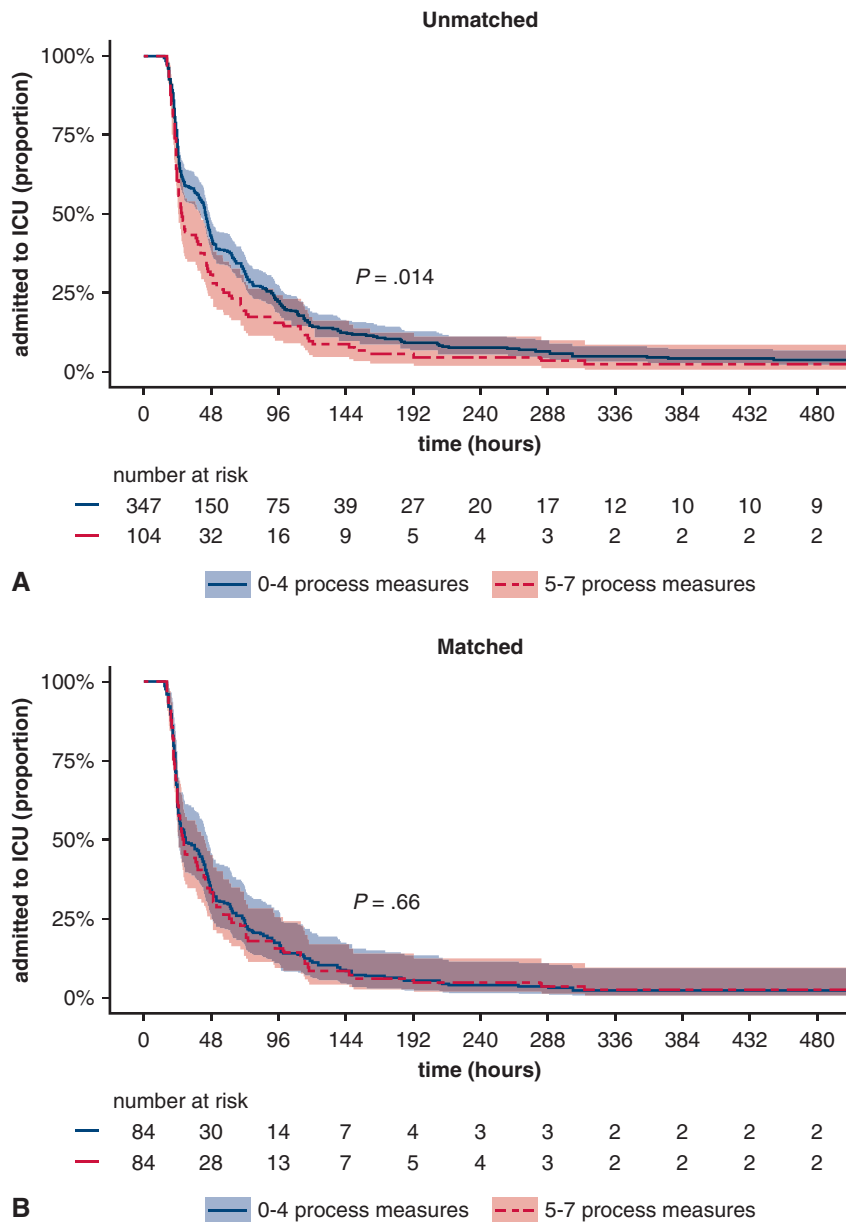 Unmatched
admitted to ICU (proportion)
100%
75%
50%
25%
0%
P = .014
0 48 96 144 192 240 288 336 384 432 480
time (hours)
number at risk
347 150 75 39 27 20 17 12 10 10 9
104 32 16 9 5 4 3 2 2 2 2
A 0-4 process measures 5-7 process measures
Matched
admitted to ICU (proportion)
100%
75%
50%
25%
0%
P = .66
0 48 96 144 192 240 288 336 384 432 480
time (hours)
number at risk
84 30 14 7 4 3 3 2 2 2 2
84 28 13 7 5 4 3 2 2 2 2
B 0-4 process measures 5-7 process measures